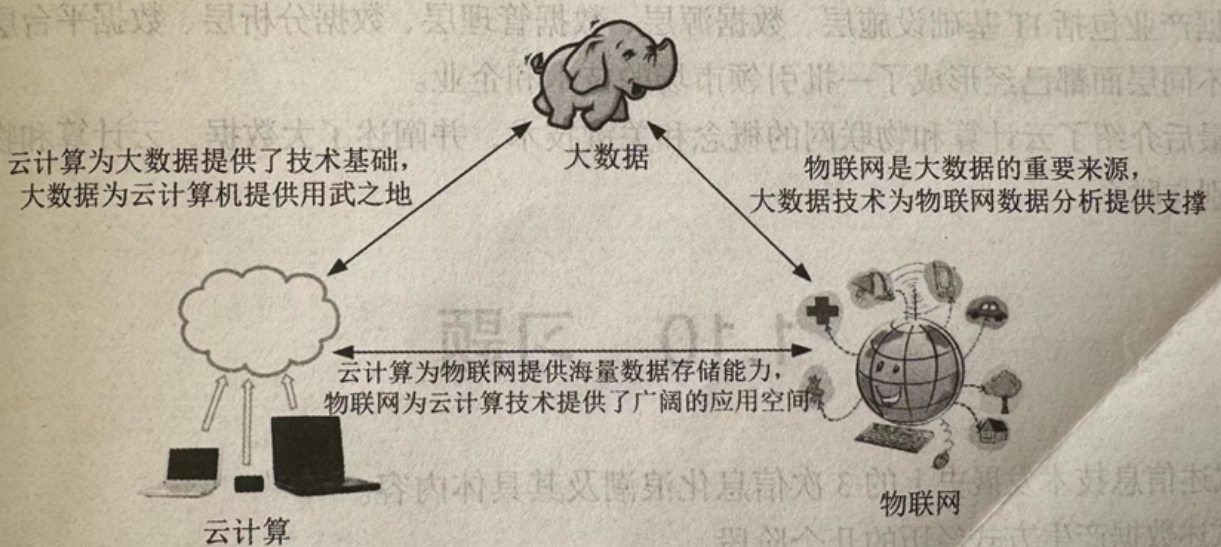 大数据
云计算为大数据提供了技术基础，
大数据为云计算机提供用武之地
物联网是大数据的重要来源，
大数据技术为物联网数据分析提供支撑
云计算为物联网提供海量数据存储能力，
物联网为云计算技术提供了广阔的应用空间
云计算
物联网